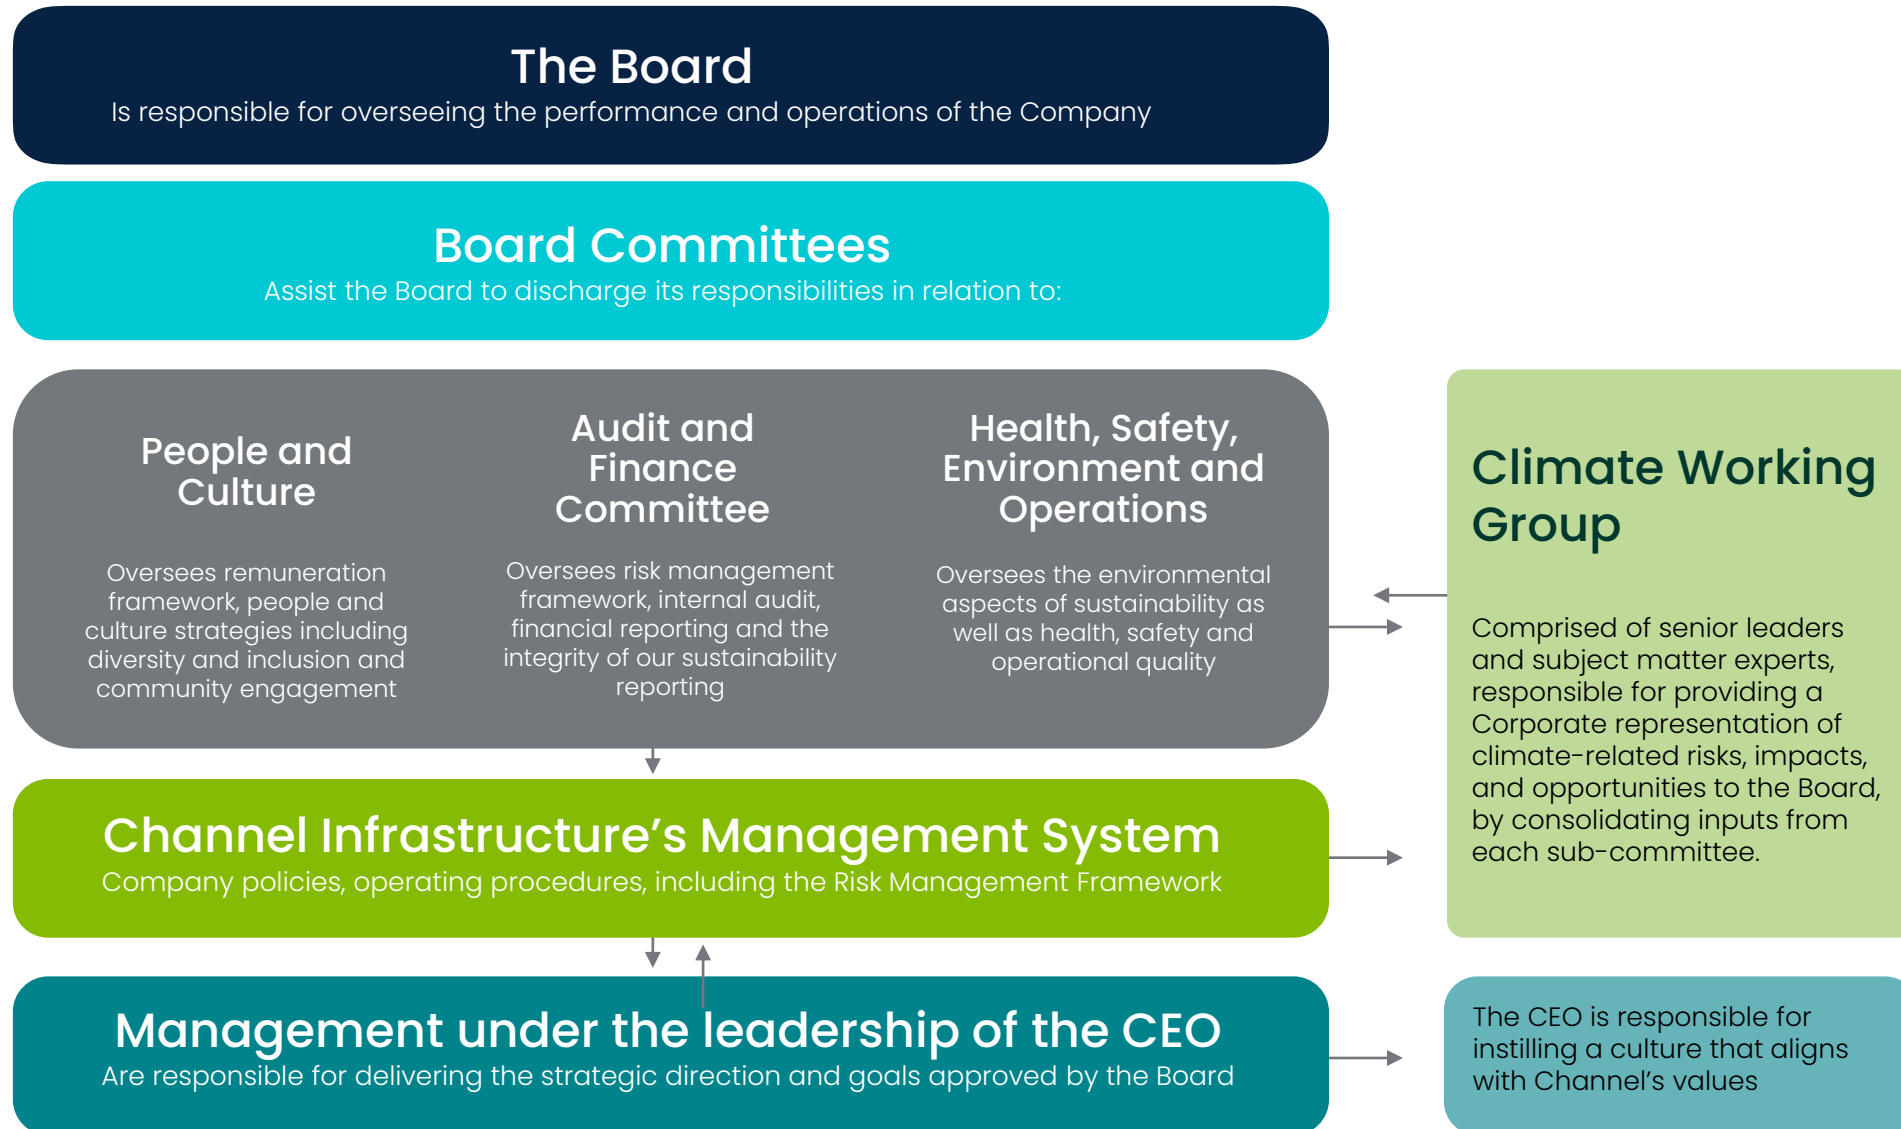 The Board
Is responsible for overseeing the performance and operations of the Company
Board Committees
Assist the Board to discharge its responsibilities in relation to:
People and
Culture
Oversees remuneration
framework, people and
culture strategies including
diversity and inclusion and
community engagement
Audit and
Finance
Committee
Oversees risk management
framework, internal audit,
financial reporting and the
integrity of our sustainability
reporting
Health, Safety,
Environment and
Operations
Oversees the environmental
aspects of sustainability as
well as health, safety and
operational quality
Climate Working
Group
Comprised of senior leaders
and subject matter experts,
responsible for providing a
Corporate representation of
climate-related risks, impacts,
and opportunities to the Board,
by consolidating inputs from
each sub-committee.
Channel Infrastructure’s Management System
Company policies, operating procedures, including the Risk Management Framework
Management under the leadership of the CEO
Are responsible for delivering the strategic direction and goals approved by the Board
The CEO is responsible for
instilling a culture that aligns
with Channel’s values